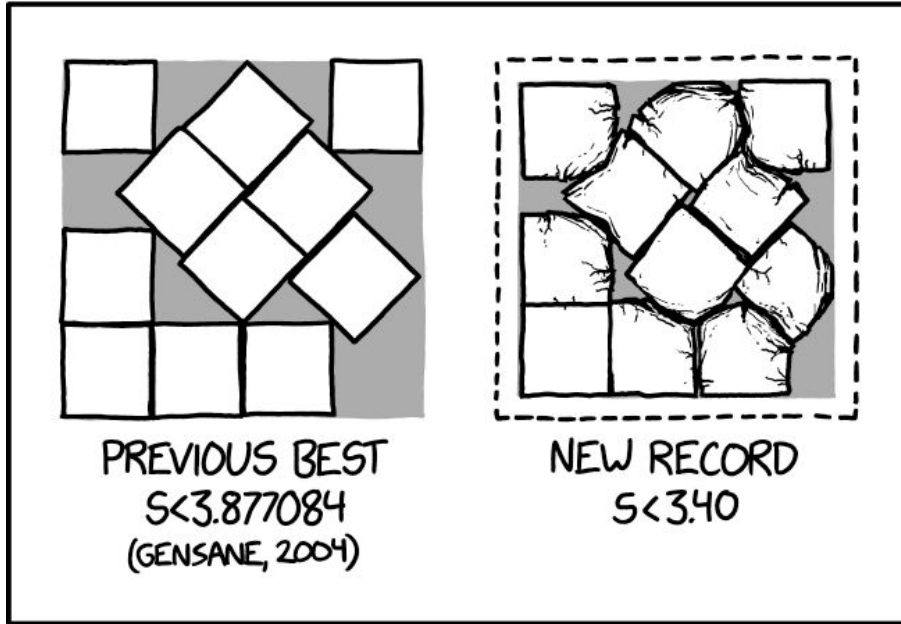 PREVIOUS BEST
S<3.877084
(GENSANE, 2004)
NEW RECORD
S<3.40